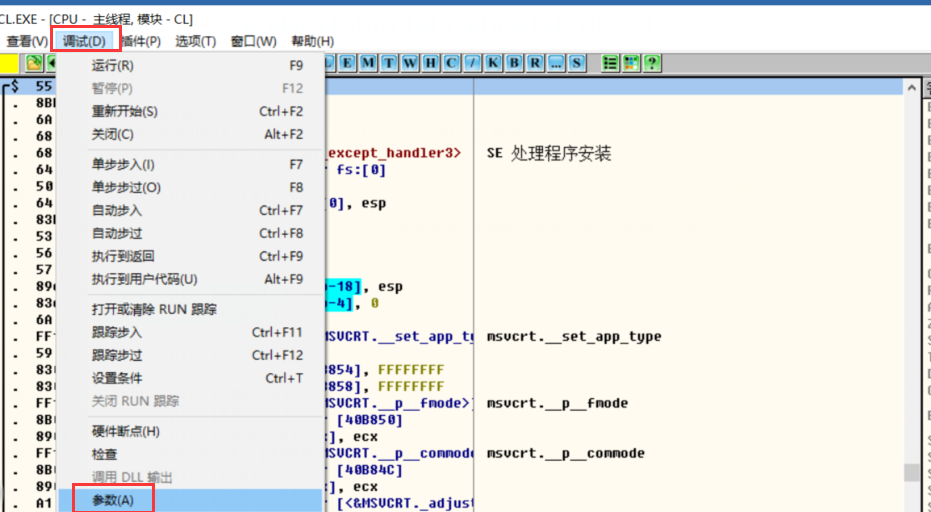 CL.EXE - [CPU - 主线程, 模块 - CL]
查看(V) 调试(D) 插件(P) 选项(T) 窗口(W) 帮助(H)
运行(R) F9
L E M T W H C / K B R ... S ?
$ 55
暂停(P) F12
. 8B
重新开始(S) Ctrl+F2
. 6A
关闭(C) Alt+F2
. 68
. 68 _except_handler3> SE 处理程序安装
单步步入(I) F7
. 64 fs:[0]
单步步过(O) F8
. 50
. 64 [0], esp
自动步入 Ctrl+F7
. 83
自动步过 Ctrl+F8
. 53
执行到返回 Ctrl+F9
. 56
. 57
执行到用户代码(U) Alt+F9
. 89 -18], esp
. 83 -4], 0
打开或清除 RUN 跟踪
. 6A
跟踪步入 Ctrl+F11
. FF MSVCRT.__set_app_ty msvcrt.__set_app_type
跟踪步过 Ctrl+F12
. 59
. 83 B854], FFFFFFFF
设置条件 Ctrl+T
. 83 B858], FFFFFFFF
关闭 RUN 跟踪
. FF MSVCRT.__p__fmode> msvcrt.__p__fmode
. 8B [40B850]
硬件断点(H)
. 89 ], ecx
检查
. FF MSVCRT.__p__commode msvcrt.__p__commode
. 8B [40B84C]
调用 DLL 输出
. 89 ], ecx
参数(A)
. A1 [<&MSVCRT._adjust